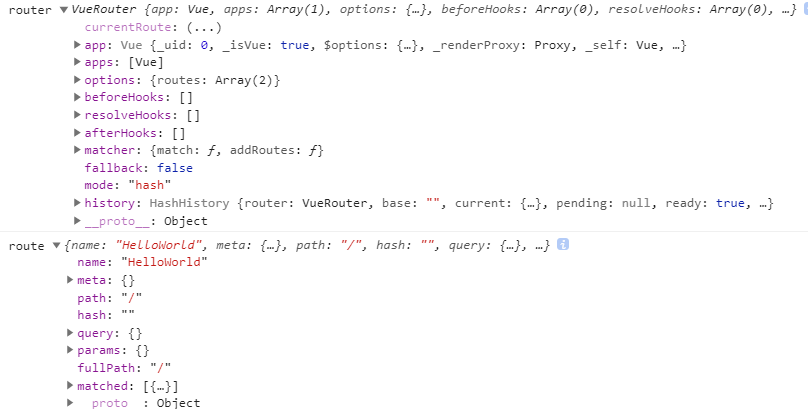 router ▼VueRouter {app: Vue, apps: Array(1), options: {…}, beforeHooks: Array(0), resolveHooks: Array(0), …}
currentRoute: (...)
▶app: Vue {_uid: 0, _isVue: true, $options: {…}, _renderProxy: Proxy, _self: Vue, …}
▶apps: [Vue]
▶options: {routes: Array(2)}
▶beforeHooks: []
▶resolveHooks: []
▶afterHooks: []
▶matcher: {match: ƒ, addRoutes: ƒ}
fallback: false
mode: "hash"
▶history: HashHistory {router: VueRouter, base: "", current: {…}, pending: null, ready: true, …}
▶__proto__: Object
route ▼{name: "HelloWorld", meta: {…}, path: "/", hash: "", query: {…}, …} i
name: "HelloWorld"
▶meta: {}
path: "/"
hash: ""
▶query: {}
▶params: {}
fullPath: "/"
▶matched: [{…}]
▶__proto__: Object